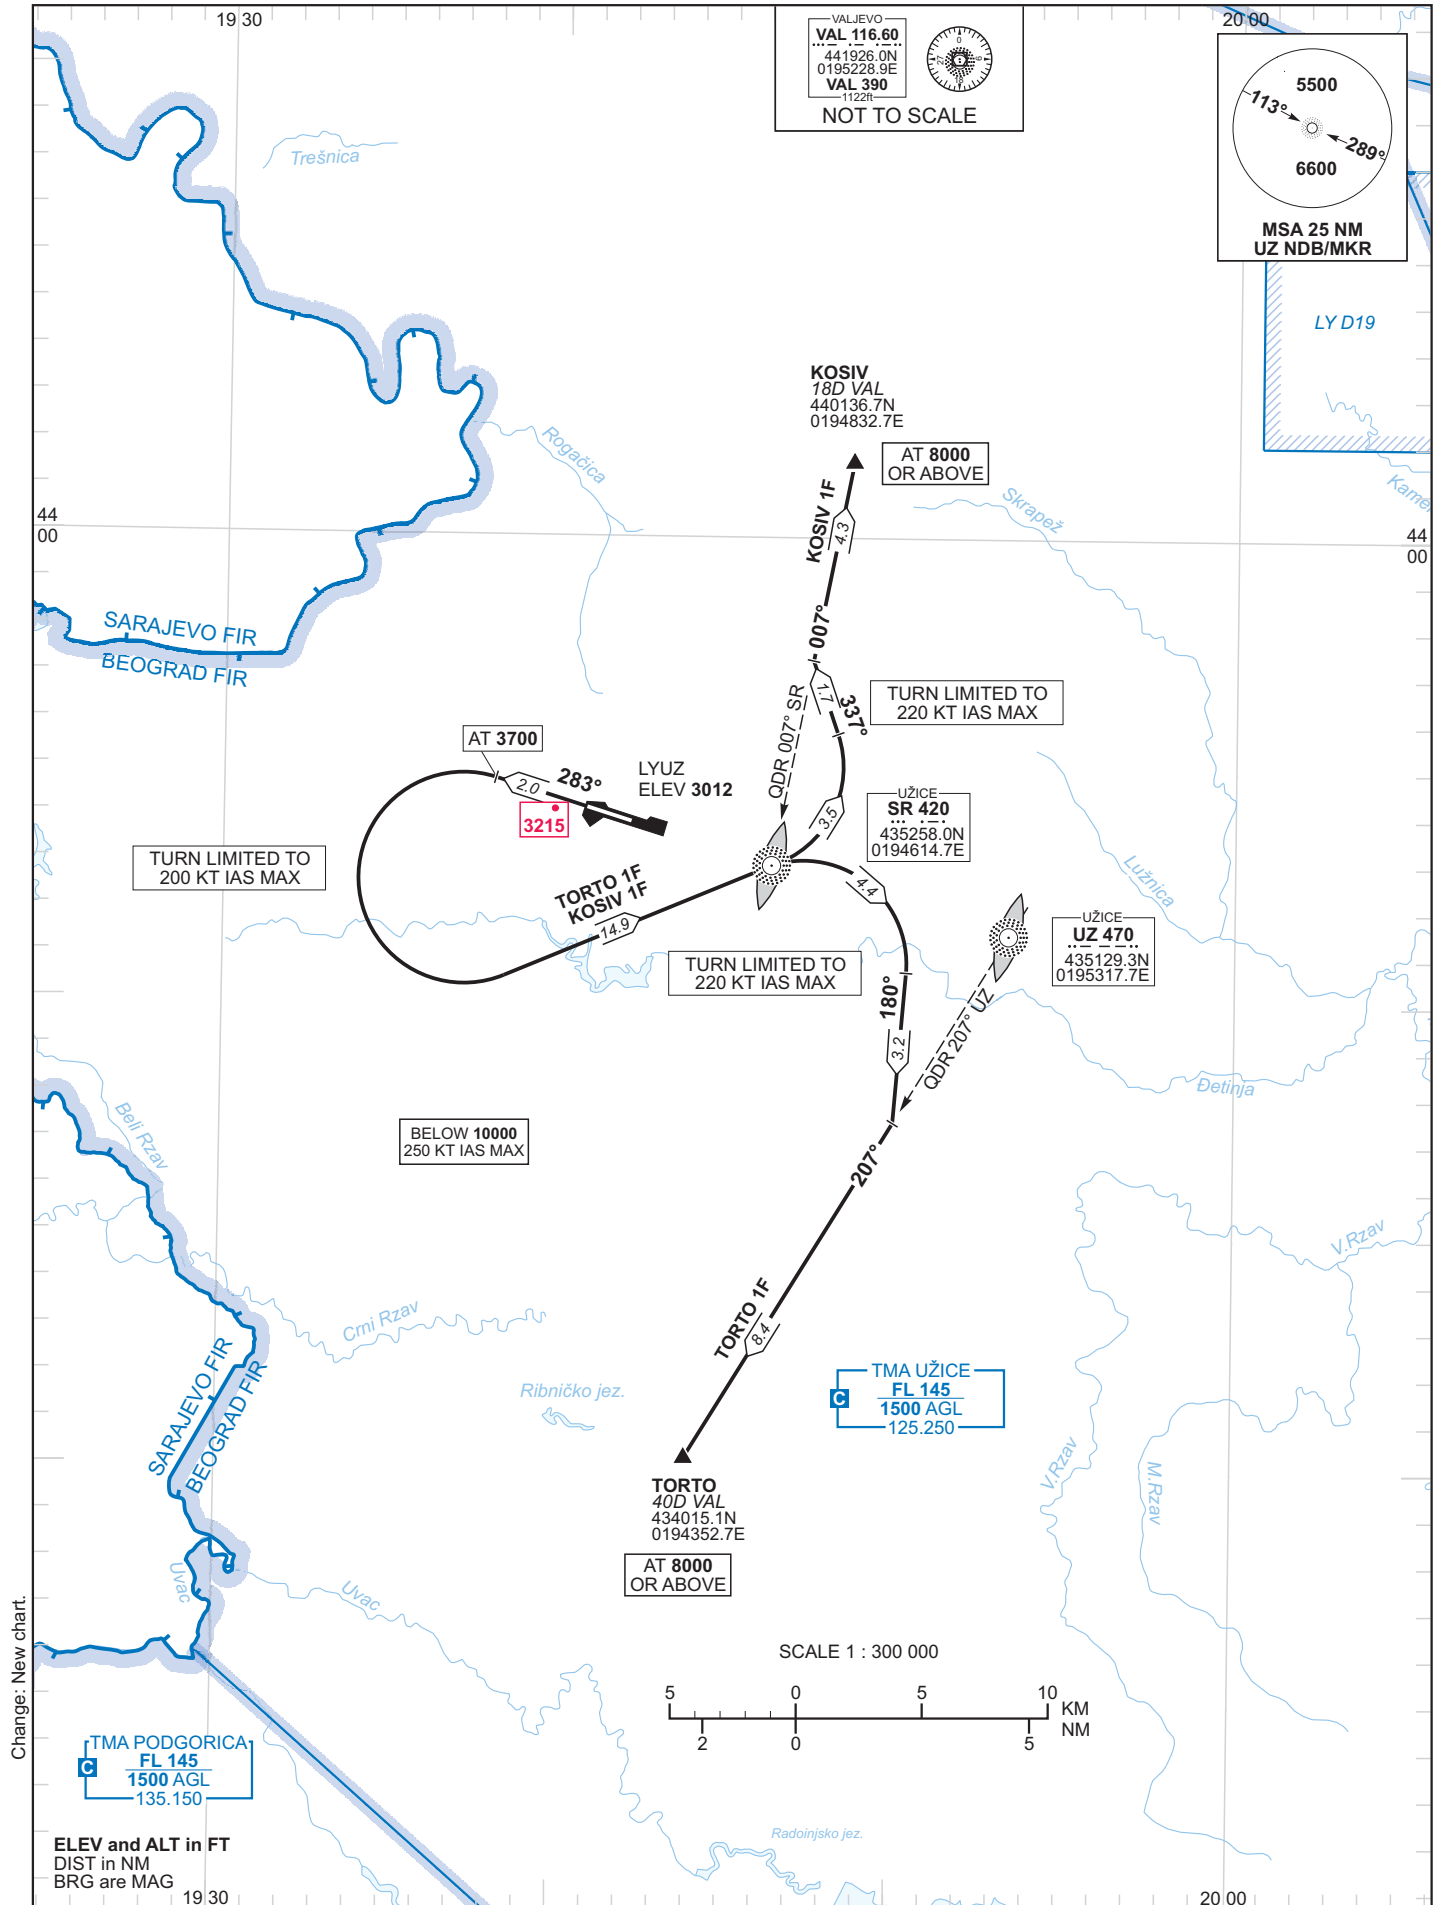 19 30
20 00
VALJEVO
VAL 116.60
441926.0N
0195228.9E
VAL 390
1122ft
0
9
18
27
NOT TO SCALE
5500
113°
289°
6600
MSA 25 NM
UZ NDB/MKR
Trešnica
LY D19
KOSIV
18D VAL
440136.7N
0194832.7E
AT 8000
OR ABOVE
Rogačica
Skrapež
44
00
44
00
KOSIV 1F
4.3
007°
SARAJEVO FIR
BEOGRAD FIR
1.7
337°
QDR 007° SR
TURN LIMITED TO
220 KT IAS MAX
AT 3700
2.0
283°
LYUZ
ELEV 3012
3215
3.5
UŽICE
SR 420
435258.0N
0194614.7E
TURN LIMITED TO
200 KT IAS MAX
TORTO 1F
KOSIV 1F
14.9
4.4
Lužnica
UŽICE
UZ 470
435129.3N
0195317.7E
TURN LIMITED TO
220 KT IAS MAX
180°
3.2
QDR 207° UZ
Đetinja
Beli Rzav
BELOW 10000
250 KT IAS MAX
207°
V.Rzav
Crni Rzav
TORTO 1F
8.4
SARAJEVO FIR
BEOGRAD FIR
Ribničko jez.
TMA UŽICE
C
FL 145
1500 AGL
125.250
V.Rzav
M.Rzav
TORTO
40D VAL
434015.1N
0194352.7E
AT 8000
OR ABOVE
Uvac
Uvac
Change: New chart.
SCALE 1 : 300 000
5 0 5 10 KM
2 0 5 NM
TMA PODGORICA
C
FL 145
1500 AGL
135.150
Radoinjsko jez.
ELEV and ALT in FT
DIST in NM
BRG are MAG
19 30
20 00